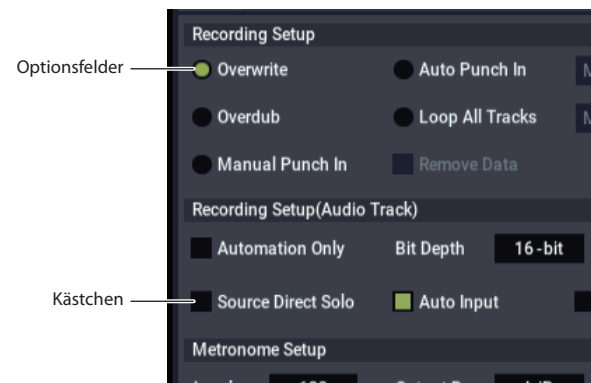 Recording Setup
Optionsfelder
Overwrite
Auto Punch In
Overdub
Loop All Tracks
Manual Punch In
Remove Data
Recording Setup(Audio Track)
Automation Only
Bit Depth
16-bit
Kästchen
Source Direct Solo
Auto Input
Metronome Setup